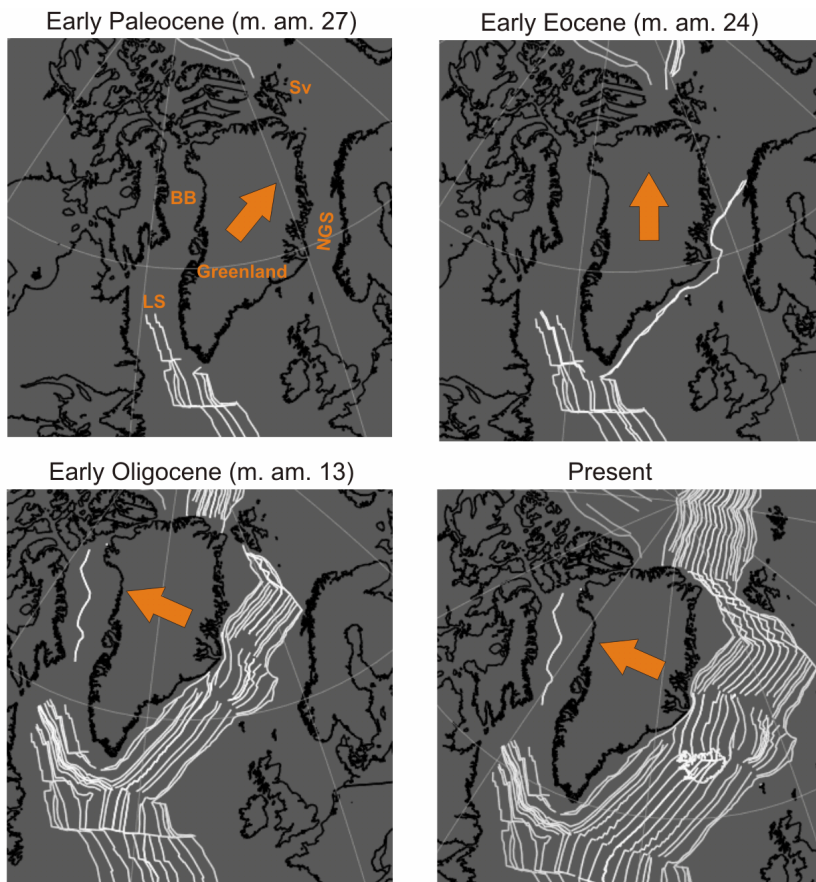 Early Paleocene (m. am. 27)
Early Eocene (m. am. 24)
Sv
BB
NGS
Greenland
LS
Early Oligocene (m. am. 13)
Present